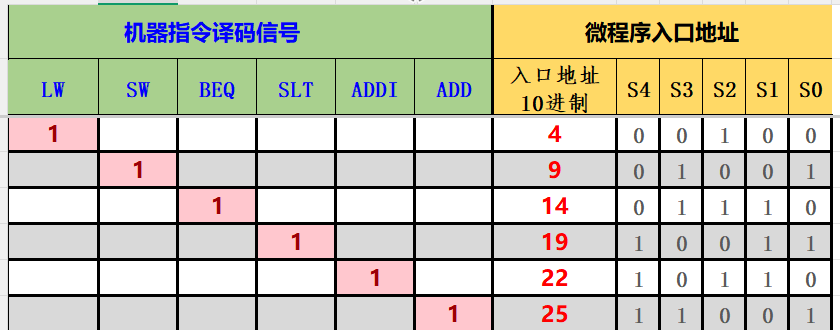 机器指令译码信号 微程序入口地址
LW SW BEQ SLT ADDI ADD 入口地址 10进制 S4 S3 S2 S1 S0
1 4 0 0 1 0 0
1 9 0 1 0 0 1
1 14 0 1 1 1 0
1 19 1 0 0 1 1
1 22 1 0 1 1 0
1 25 1 1 0 0 1